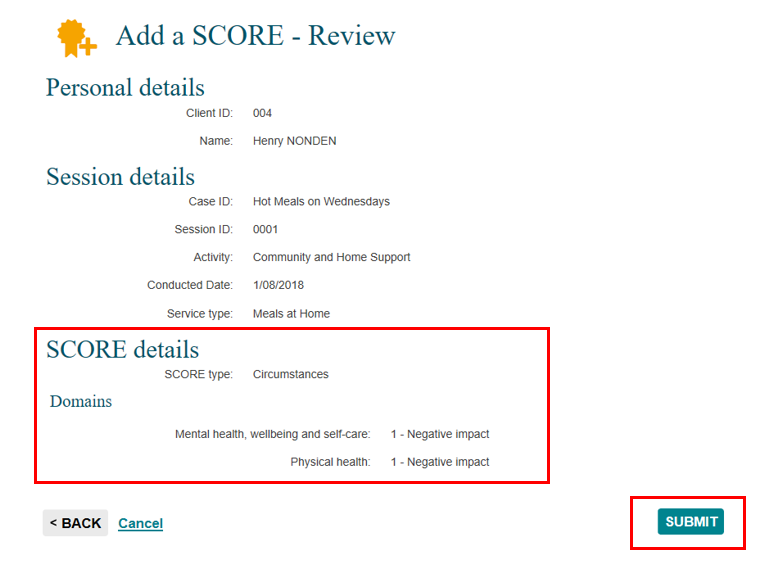 Add a SCORE - Review
Personal details
Client ID: 004
Name: Henry NONDEN
Session details
Case ID: Hot Meals on Wednesdays
Session ID: 0001
Activity: Community and Home Support
Conducted Date: 1/08/2018
Service type: Meals at Home
SCORE details
SCORE type: Circumstances
Domains
Mental health, wellbeing and self-care: 1 - Negative impact
Physical health: 1 - Negative impact
< BACK Cancel SUBMIT